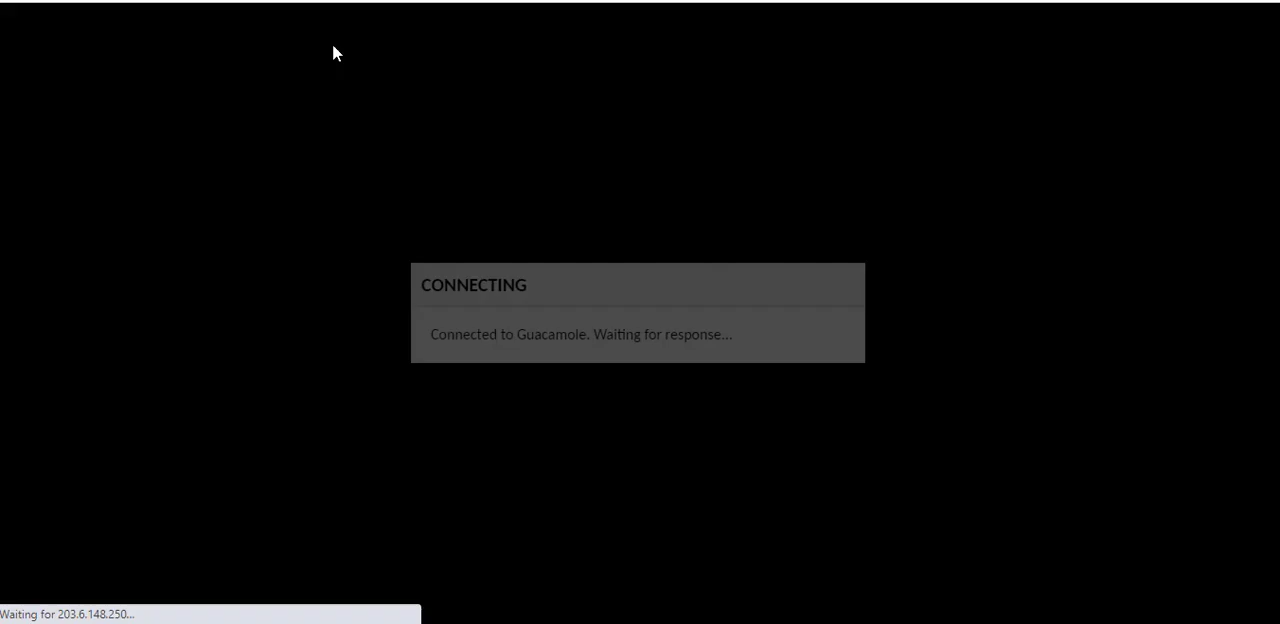 CONNECTING
Connected to Guacamole. Waiting for response...
Waiting for 203.6.148.250...